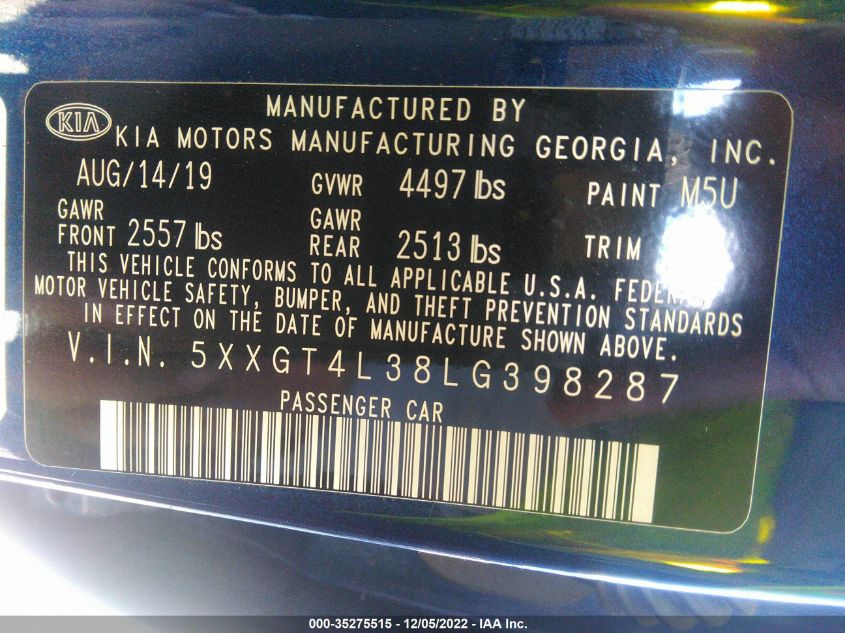 MANUFACTURED BY
KIA KIA MOTORS MANUFACTURING GEORGIA, INC.
AUG/14/19 GVWR 4497 lbs PAINT M5U
GAWR FRONT 2557 lbs GAWR REAR 2513 lbs TRIM
THIS VEHICLE CONFORMS TO ALL APPLICABLE U.S.A.
MOTOR VEHICLE SAFETY, BUMPER, AND THEFT PREVENTION STANDARDS
IN EFFECT ON THE DATE OF MANUFACTURE SHOWN ABOVE.
V.I.N. 5XXGT4L38LG398287
PASSENGER CAR
000-35275515 - 12/05/2022 - IAA Inc.